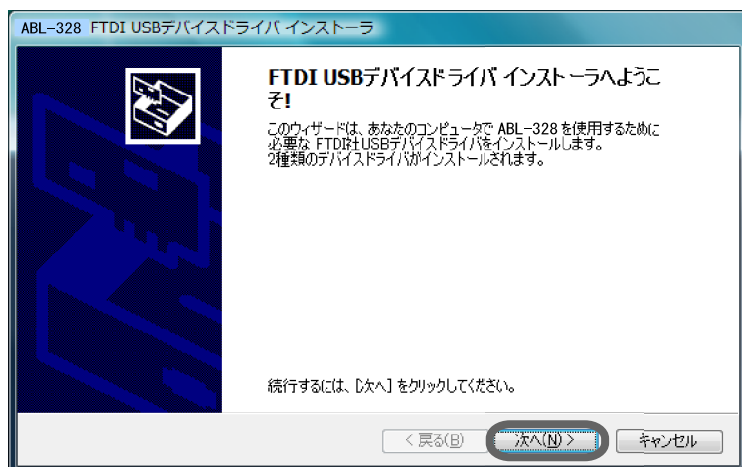 ABL-328 FTDI USBデバイスドライバ インストーラ
FTDI USBデバイスドライバ インストーラへようこ
そ!
このウィザードは、あなたのコンピュータで ABL-328 を使用するために
必要な FTDI社USBデバイスドライバをインストールします。
2種類のデバイスドライバがインストールされます。
続行するには、[次へ] をクリックしてください。
< 戻る(B)
次へ(N) >
キャンセル